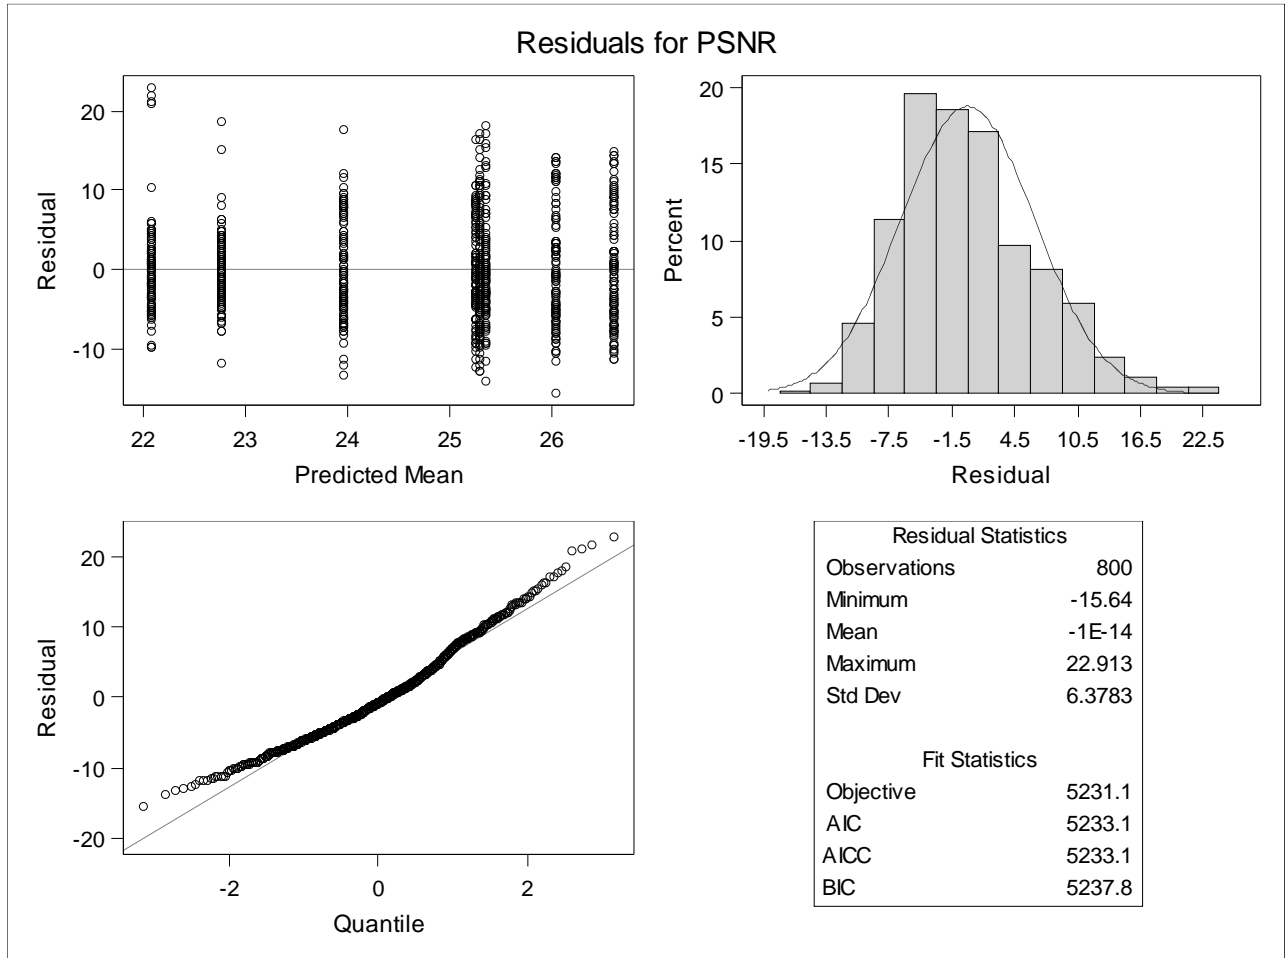 Residuals for PSNR
20
10
0
-10
Residual
22 23 24 25 26
Predicted Mean
20
15
10
5
0
Percent
-19.5 -13.5 -7.5 -1.5 4.5 10.5 16.5 22.5
Residual
20
10
0
-10
-20
Residual
-2 0 2
Quantile
Residual Statistics
Observations 800
Minimum -15.64
Mean -1E-14
Maximum 22.913
Std Dev 6.3783
Fit Statistics
Objective 5231.1
AIC 5233.1
AICC 5233.1
BIC 5237.8